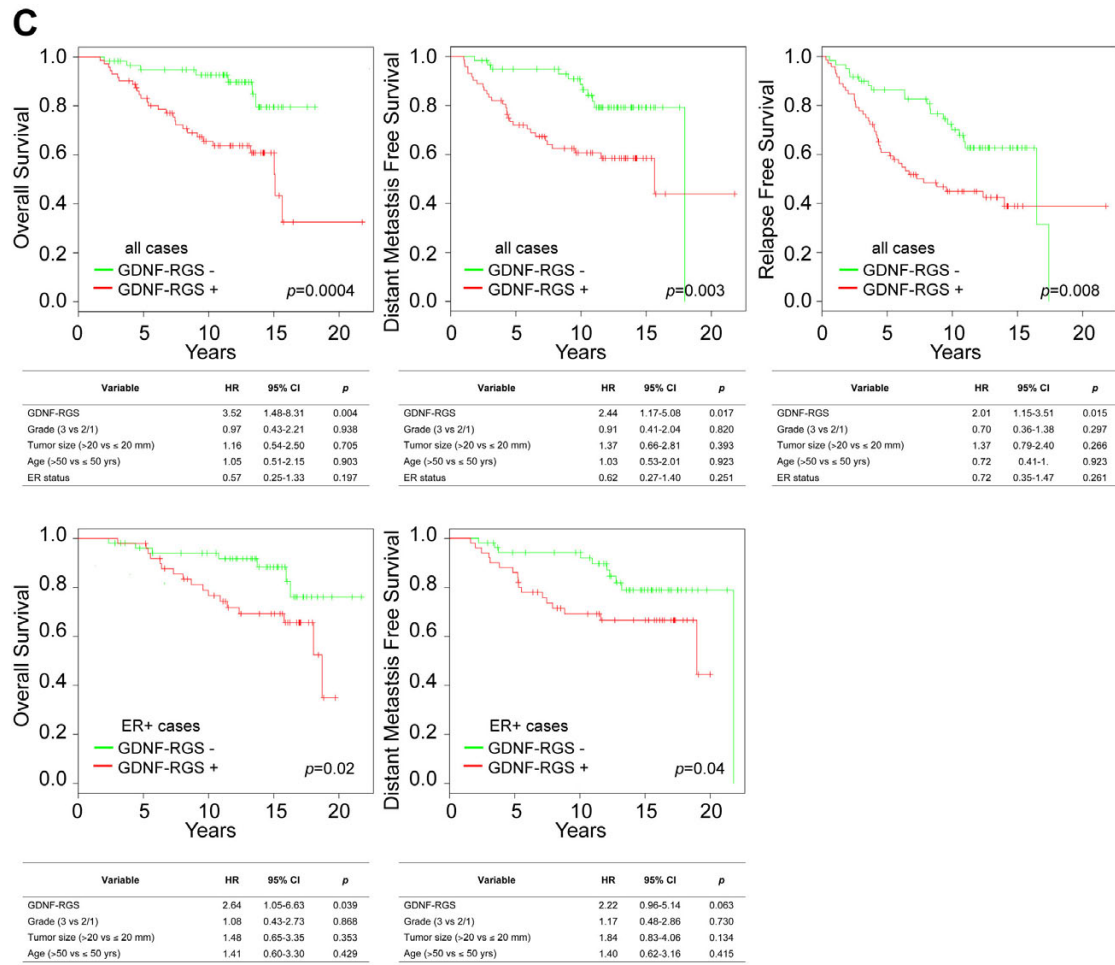 C
Overall Survival
1.0
0.8
0.6
0.4
0.2
0.0
all cases
GDNF-RGS -
GDNF-RGS +
p=0.0004
0 5 10 15 20
Years
Distant Metastasis Free Survival
1.0
0.8
0.6
0.4
0.2
0.0
all cases
GDNF-RGS -
GDNF-RGS +
p=0.003
0 5 10 15 20
Years
Relapse Free Survival
1.0
0.8
0.6
0.4
0.2
0.0
all cases
GDNF-RGS -
GDNF-RGS +
p=0.008
0 5 10 15 20
Years
Variable HR 95% CI p
GDNF-RGS 3.52 1.48-8.31 0.004
Grade (3 vs 2/1) 0.97 0.43-2.21 0.938
Tumor size (>20 vs ≤ 20 mm) 1.16 0.54-2.50 0.705
Age (>50 vs ≤ 50 yrs) 1.05 0.51-2.15 0.903
ER status 0.57 0.25-1.33 0.197
Variable HR 95% CI p
GDNF-RGS 2.44 1.17-5.08 0.017
Grade (3 vs 2/1) 0.91 0.41-2.04 0.820
Tumor size (>20 vs ≤ 20 mm) 1.37 0.66-2.81 0.393
Age (>50 vs ≤ 50 yrs) 1.03 0.53-2.01 0.923
ER status 0.62 0.27-1.40 0.251
Variable HR 95% CI p
GDNF-RGS 2.01 1.15-3.51 0.015
Grade (3 vs 2/1) 0.70 0.36-1.38 0.297
Tumor size (>20 vs ≤ 20 mm) 1.37 0.79-2.40 0.266
Age (>50 vs ≤ 50 yrs) 0.72 0.41-1. 0.923
ER status 0.72 0.35-1.47 0.261
Overall Survival
1.0
0.8
0.6
0.4
0.2
0.0
ER+ cases
GDNF-RGS -
GDNF-RGS +
p=0.02
0 5 10 15 20
Years
Distant Metastasis Free Survival
1.0
0.8
0.6
0.4
0.2
0.0
ER+ cases
GDNF-RGS -
GDNF-RGS +
p=0.04
0 5 10 15 20
Years
Variable HR 95% CI p
GDNF-RGS 2.64 1.05-6.63 0.039
Grade (3 vs 2/1) 1.08 0.43-2.73 0.868
Tumor size (>20 vs ≤ 20 mm) 1.48 0.65-3.35 0.353
Age (>50 vs ≤ 50 yrs) 1.41 0.60-3.30 0.429
Variable HR 95% CI p
GDNF-RGS 2.22 0.96-5.14 0.063
Grade (3 vs 2/1) 1.17 0.48-2.86 0.730
Tumor size (>20 vs ≤ 20 mm) 1.84 0.83-4.06 0.134
Age (>50 vs ≤ 50 yrs) 1.40 0.62-3.16 0.415